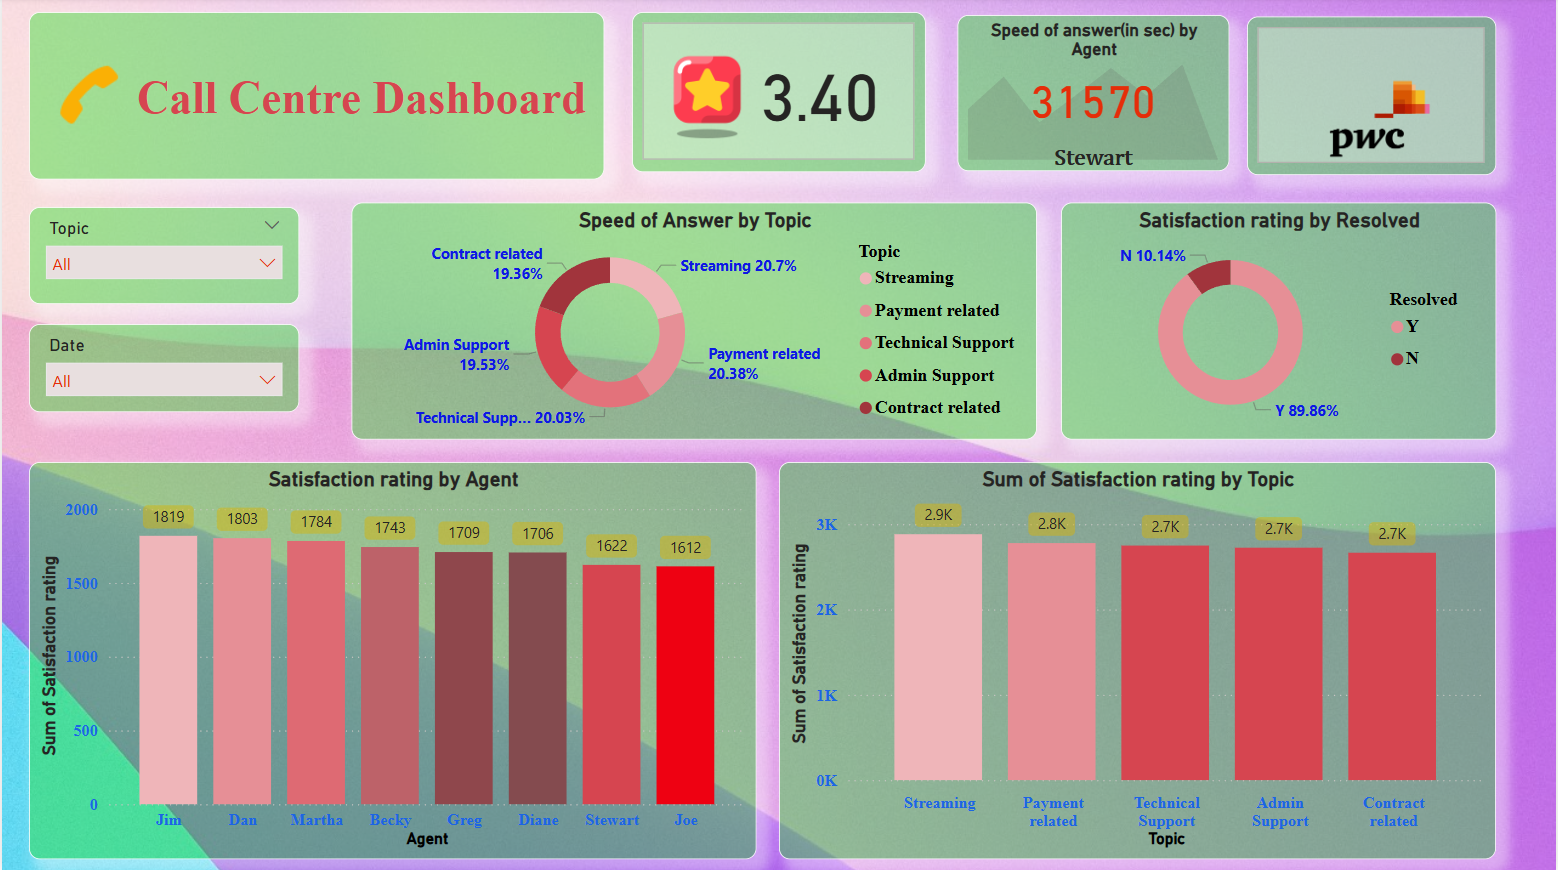 Call Centre Dashboard
3.40
Speed of answer(in sec) by
Agent
31570
Stewart
pwc
Topic
All
Date
All
Speed of Answer by Topic
Contract related
19.36%
Streaming 20.7%
Admin Support
19.53%
Payment related
20.38%
Technical Supp... 20.03%
Topic
Streaming
Payment related
Technical Support
Admin Support
Contract related
Satisfaction rating by Resolved
N 10.14%
Y 89.86%
Resolved
Y
N
Satisfaction rating by Agent
Sum of Satisfaction rating
2000
1500
1000
500
0
1819
1803
1784
1743
1709
1706
1622
1612
Jim
Dan
Martha
Becky
Greg
Diane
Stewart
Joe
Agent
Sum of Satisfaction rating by Topic
Sum of Satisfaction rating
3K
2K
1K
0K
2.9K
2.8K
2.7K
2.7K
2.7K
Streaming
Payment
related
Technical
Support
Admin
Support
Contract
related
Topic